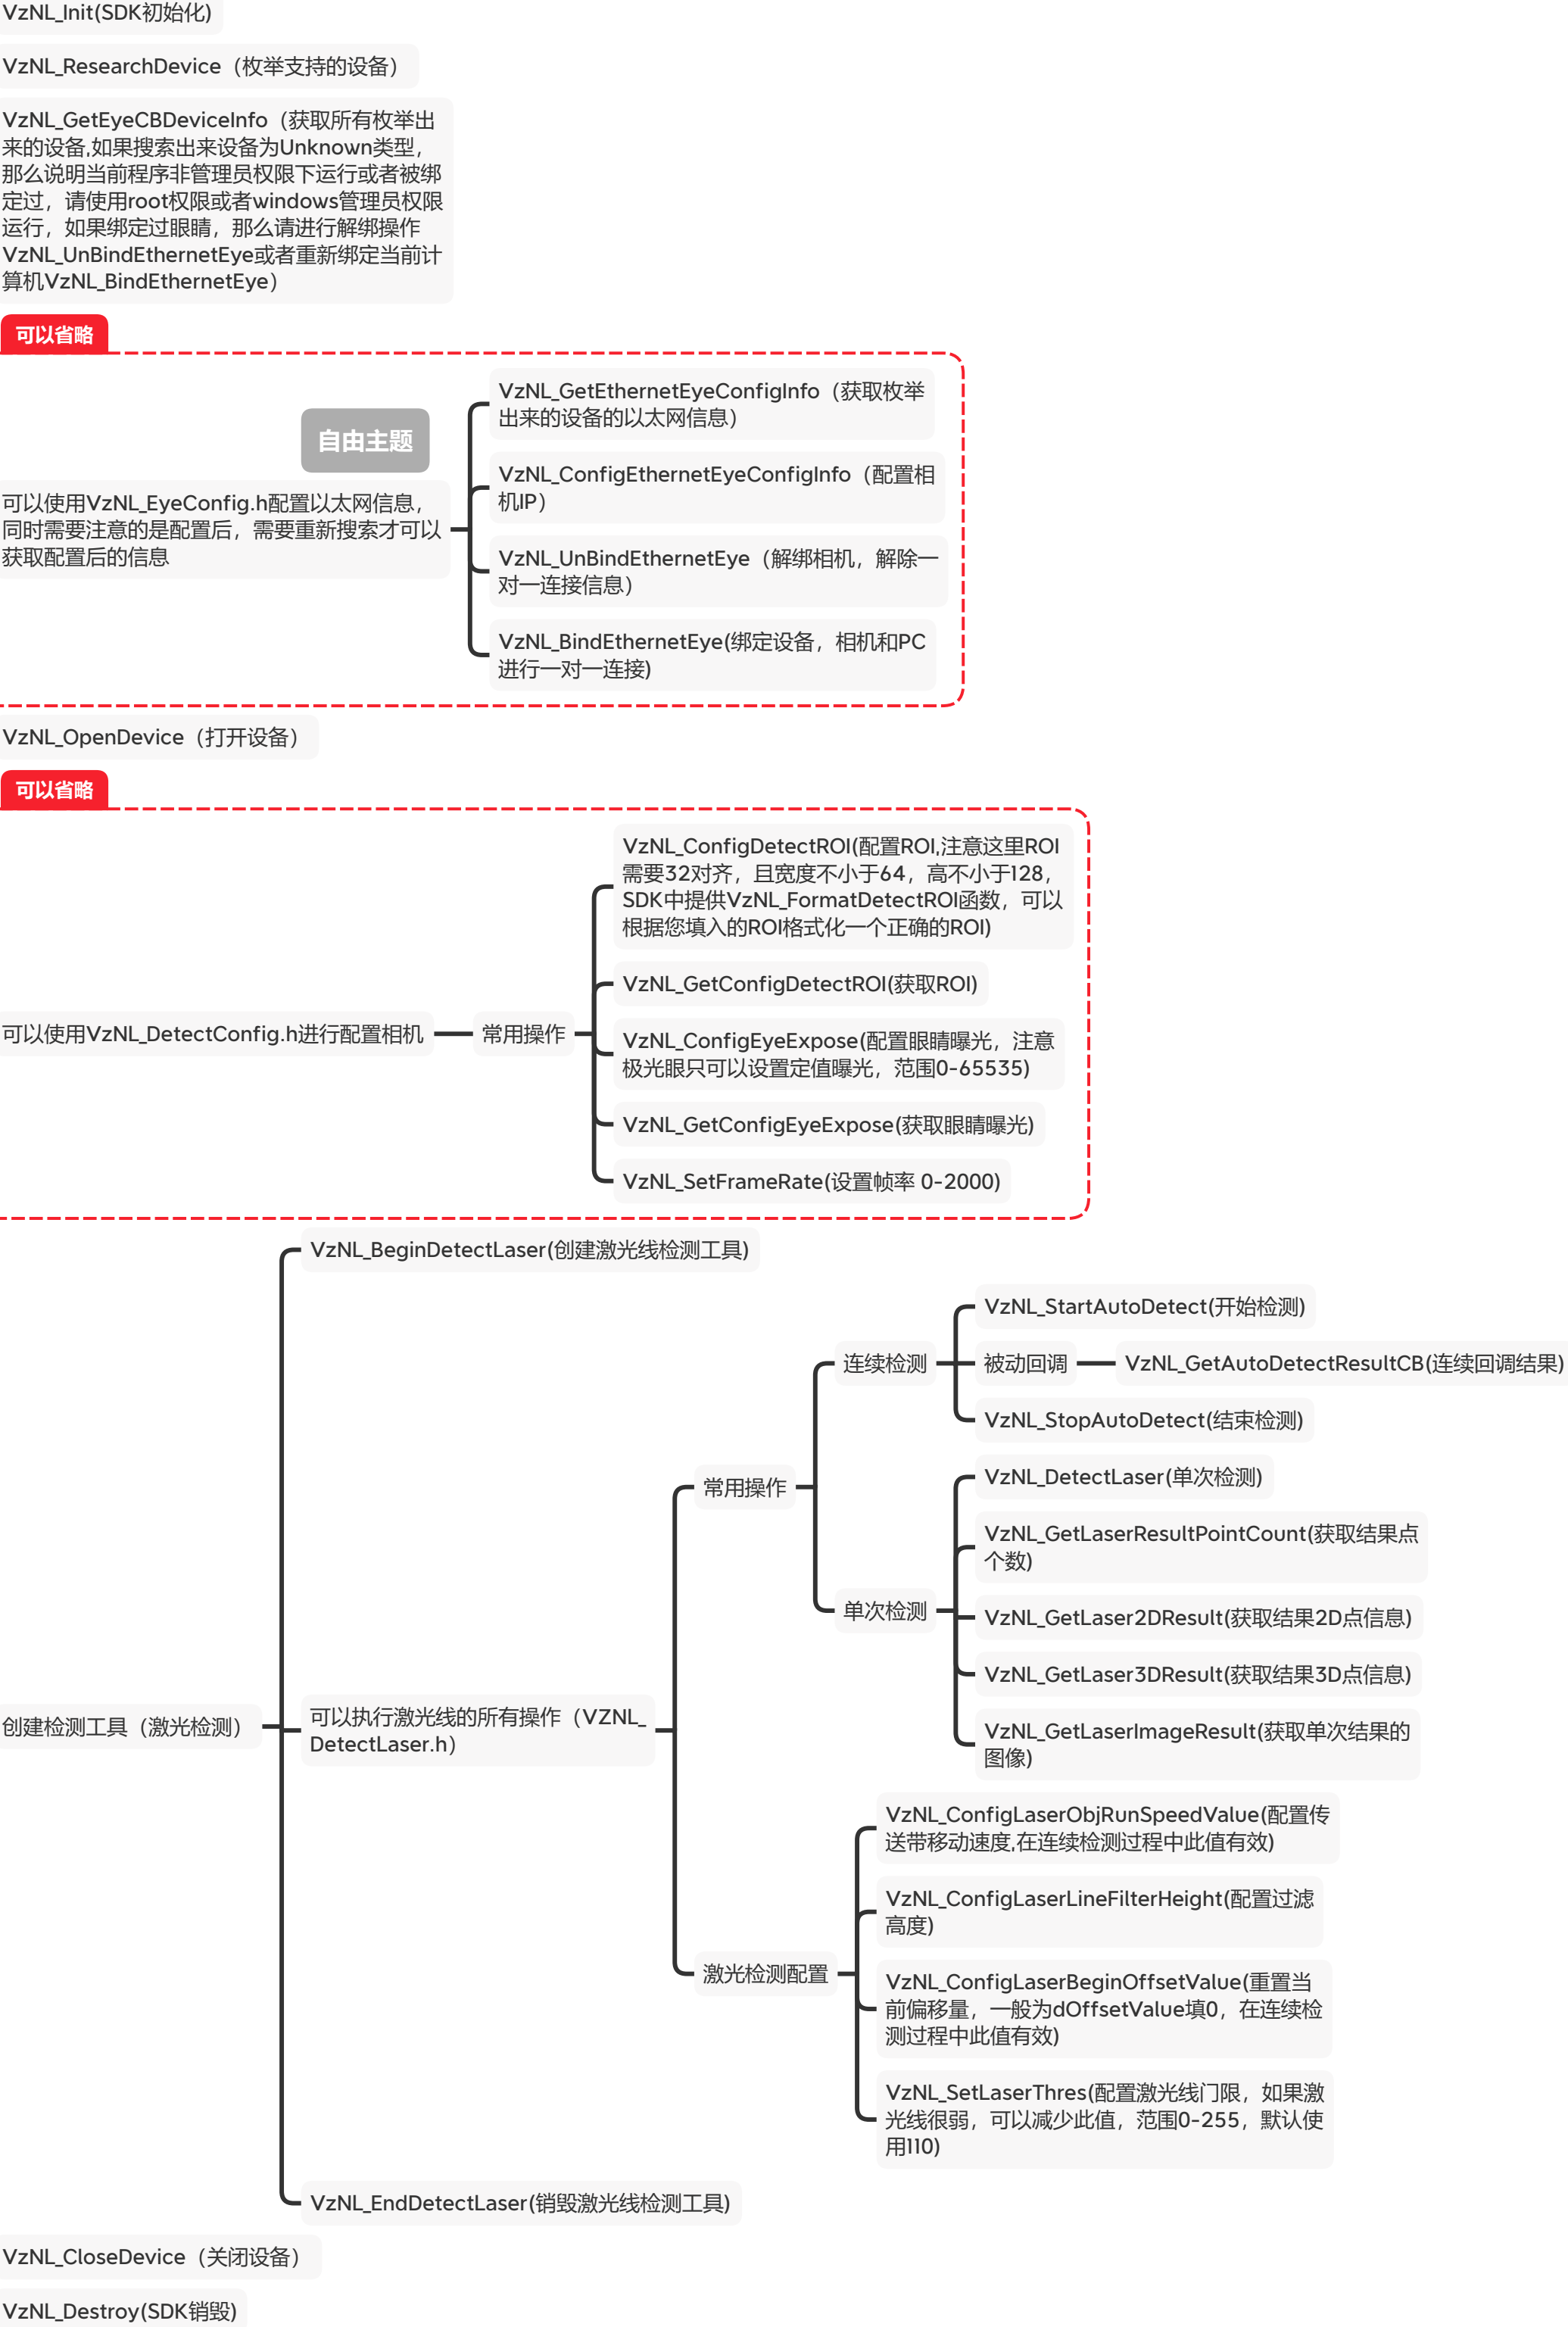 VzNL_Init(SDK初始化)
VzNL_ResearchDevice（枚举支持的设备）
VzNL_GetEyeCBDeviceInfo（获取所有枚举出
来的设备,如果搜索出来设备为Unknown类型，
那么说明当前程序非管理员权限下运行或者被绑
定过，请使用root权限或者windows管理员权限
运行，如果绑定过眼睛，那么请进行解绑操作
VzNL_UnBindEthernetEye或者重新绑定当前计
算机VzNL_BindEthernetEye）
可以省略
自由主题
可以使用VzNL_EyeConfig.h配置以太网信息，
同时需要注意的是配置后，需要重新搜索才可以
获取配置后的信息
VzNL_GetEthernetEyeConfigInfo（获取枚举
出来的设备的以太网信息）
VzNL_ConfigEthernetEyeConfigInfo（配置相
机IP）
VzNL_UnBindEthernetEye（解绑相机，解除一
对一连接信息）
VzNL_BindEthernetEye(绑定设备，相机和PC
进行一对一连接)
VzNL_OpenDevice（打开设备）
可以省略
可以使用VzNL_DetectConfig.h进行配置相机
常用操作
VzNL_ConfigDetectROI(配置ROI,注意这里ROI
需要32对齐，且宽度不小于64，高不小于128，
SDK中提供VzNL_FormatDetectROI函数，可以
根据您填入的ROI格式化一个正确的ROI)
VzNL_GetConfigDetectROI(获取ROI)
VzNL_ConfigEyeExpose(配置眼睛曝光，注意
极光眼只可以设置定值曝光，范围0-65535)
VzNL_GetConfigEyeExpose(获取眼睛曝光)
VzNL_SetFrameRate(设置帧率 0-2000)
创建检测工具（激光检测）
VzNL_BeginDetectLaser(创建激光线检测工具)
可以执行激光线的所有操作（VZNL_
DetectLaser.h）
常用操作
连续检测
VzNL_StartAutoDetect(开始检测)
被动回调
VzNL_GetAutoDetectResultCB(连续回调结果)
VzNL_StopAutoDetect(结束检测)
单次检测
VzNL_DetectLaser(单次检测)
VzNL_GetLaserResultPointCount(获取结果点
个数)
VzNL_GetLaser2DResult(获取结果2D点信息)
VzNL_GetLaser3DResult(获取结果3D点信息)
VzNL_GetLaserImageResult(获取单次结果的
图像)
激光检测配置
VzNL_ConfigLaserObjRunSpeedValue(配置传
送带移动速度,在连续检测过程中此值有效)
VzNL_ConfigLaserLineFilterHeight(配置过滤
高度)
VzNL_ConfigLaserBeginOffsetValue(重置当
前偏移量，一般为dOffsetValue填0，在连续检
测过程中此值有效)
VzNL_SetLaserThres(配置激光线门限，如果激
光线很弱，可以减少此值，范围0-255，默认使
用110)
VzNL_EndDetectLaser(销毁激光线检测工具)
VzNL_CloseDevice（关闭设备）
VzNL_Destroy(SDK销毁)